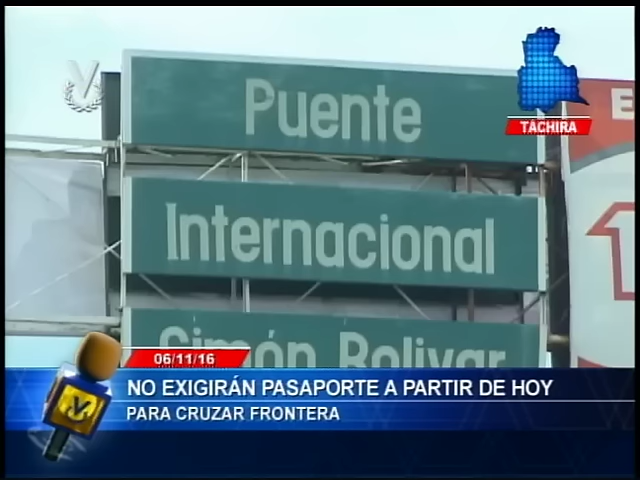 Puente
TÁCHIRA
Internacional
Simón Bolivar
06/11/16
NO EXIGIRÁN PASAPORTE A PARTIR DE HOY
PARA CRUZAR FRONTERA